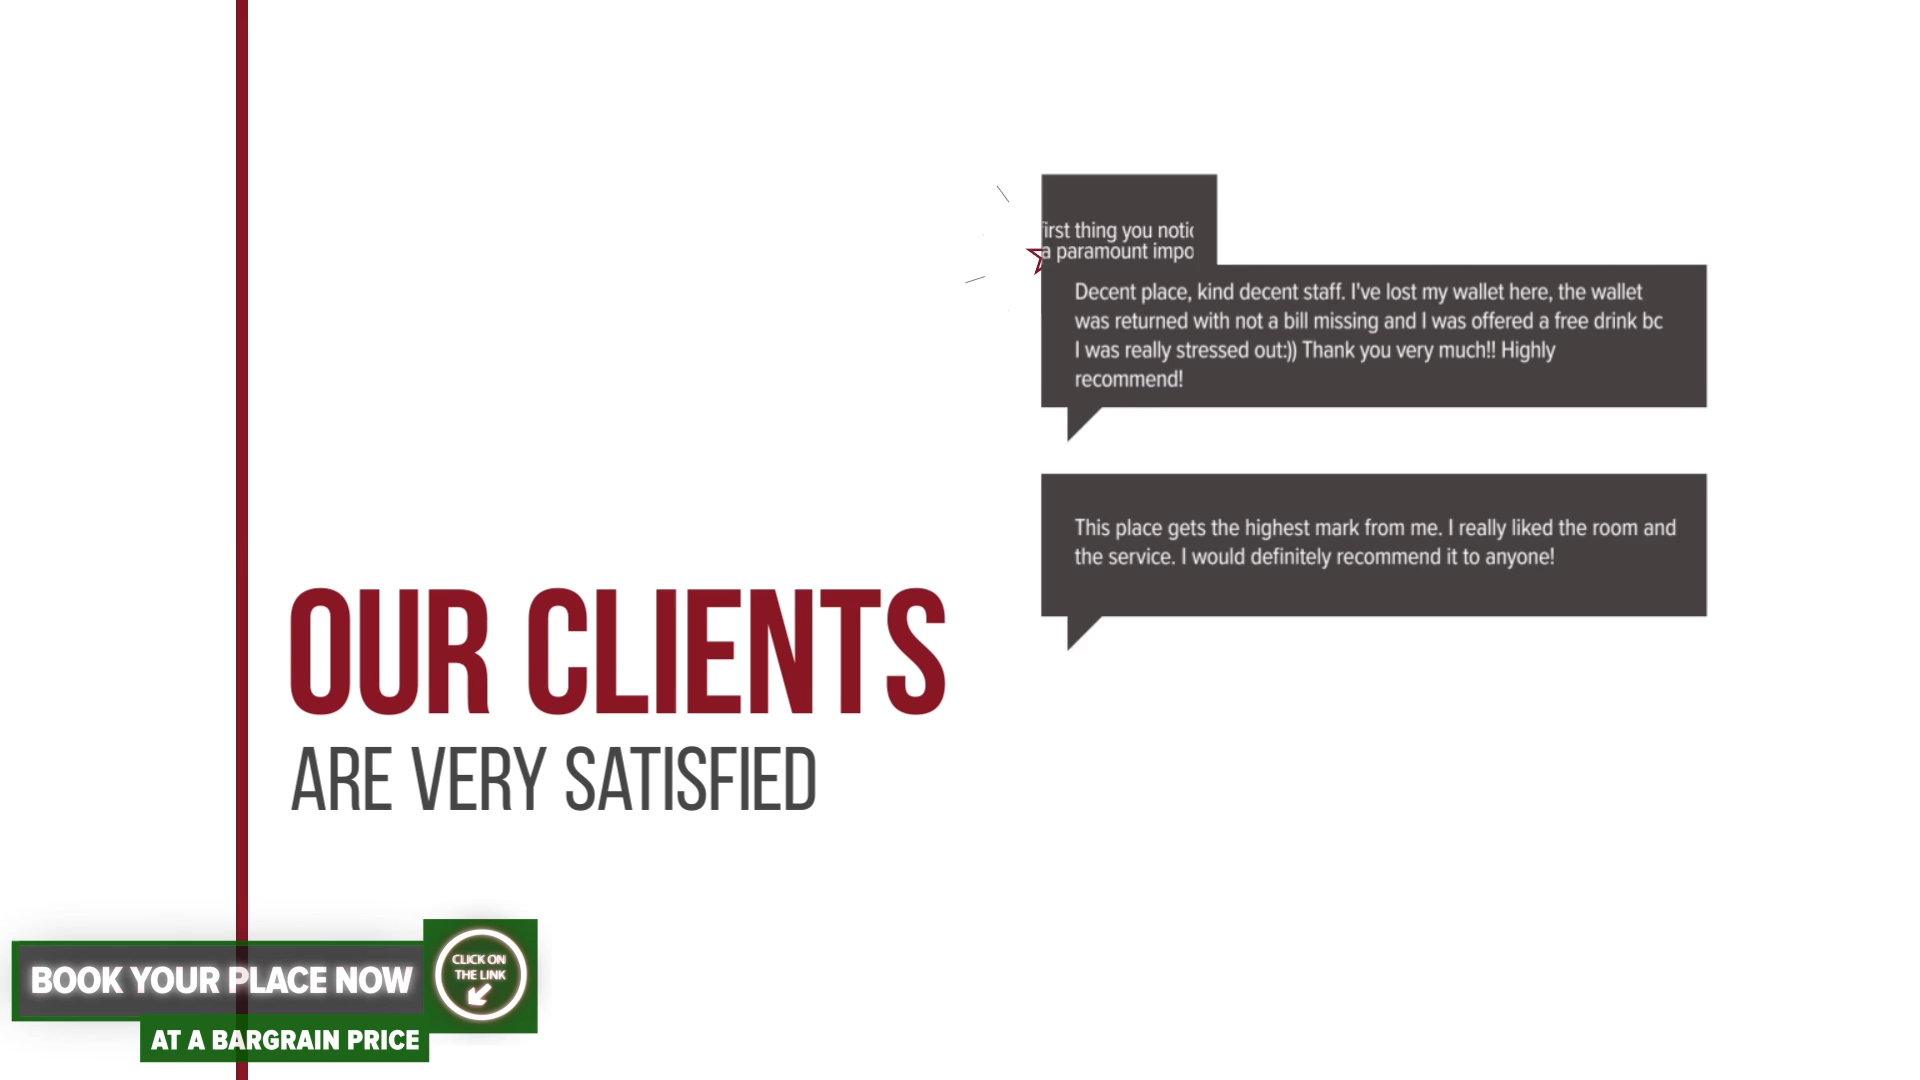 first thing you notic
a paramount impo
Decent place, kind decent staff. I've lost my wallet here, the wallet
was returned with not a bill missing and I was offered a free drink bc
I was really stressed out:)) Thank you very much!! Highly
recommend!
This place gets the highest mark from me. I really liked the room and
the service. I would definitely recommend it to anyone!
OUR CLIENTS
ARE VERY SATISFIED
BOOK YOUR PLACE NOW
CLICK ON
THE LINK
AT A BARGRAIN PRICE